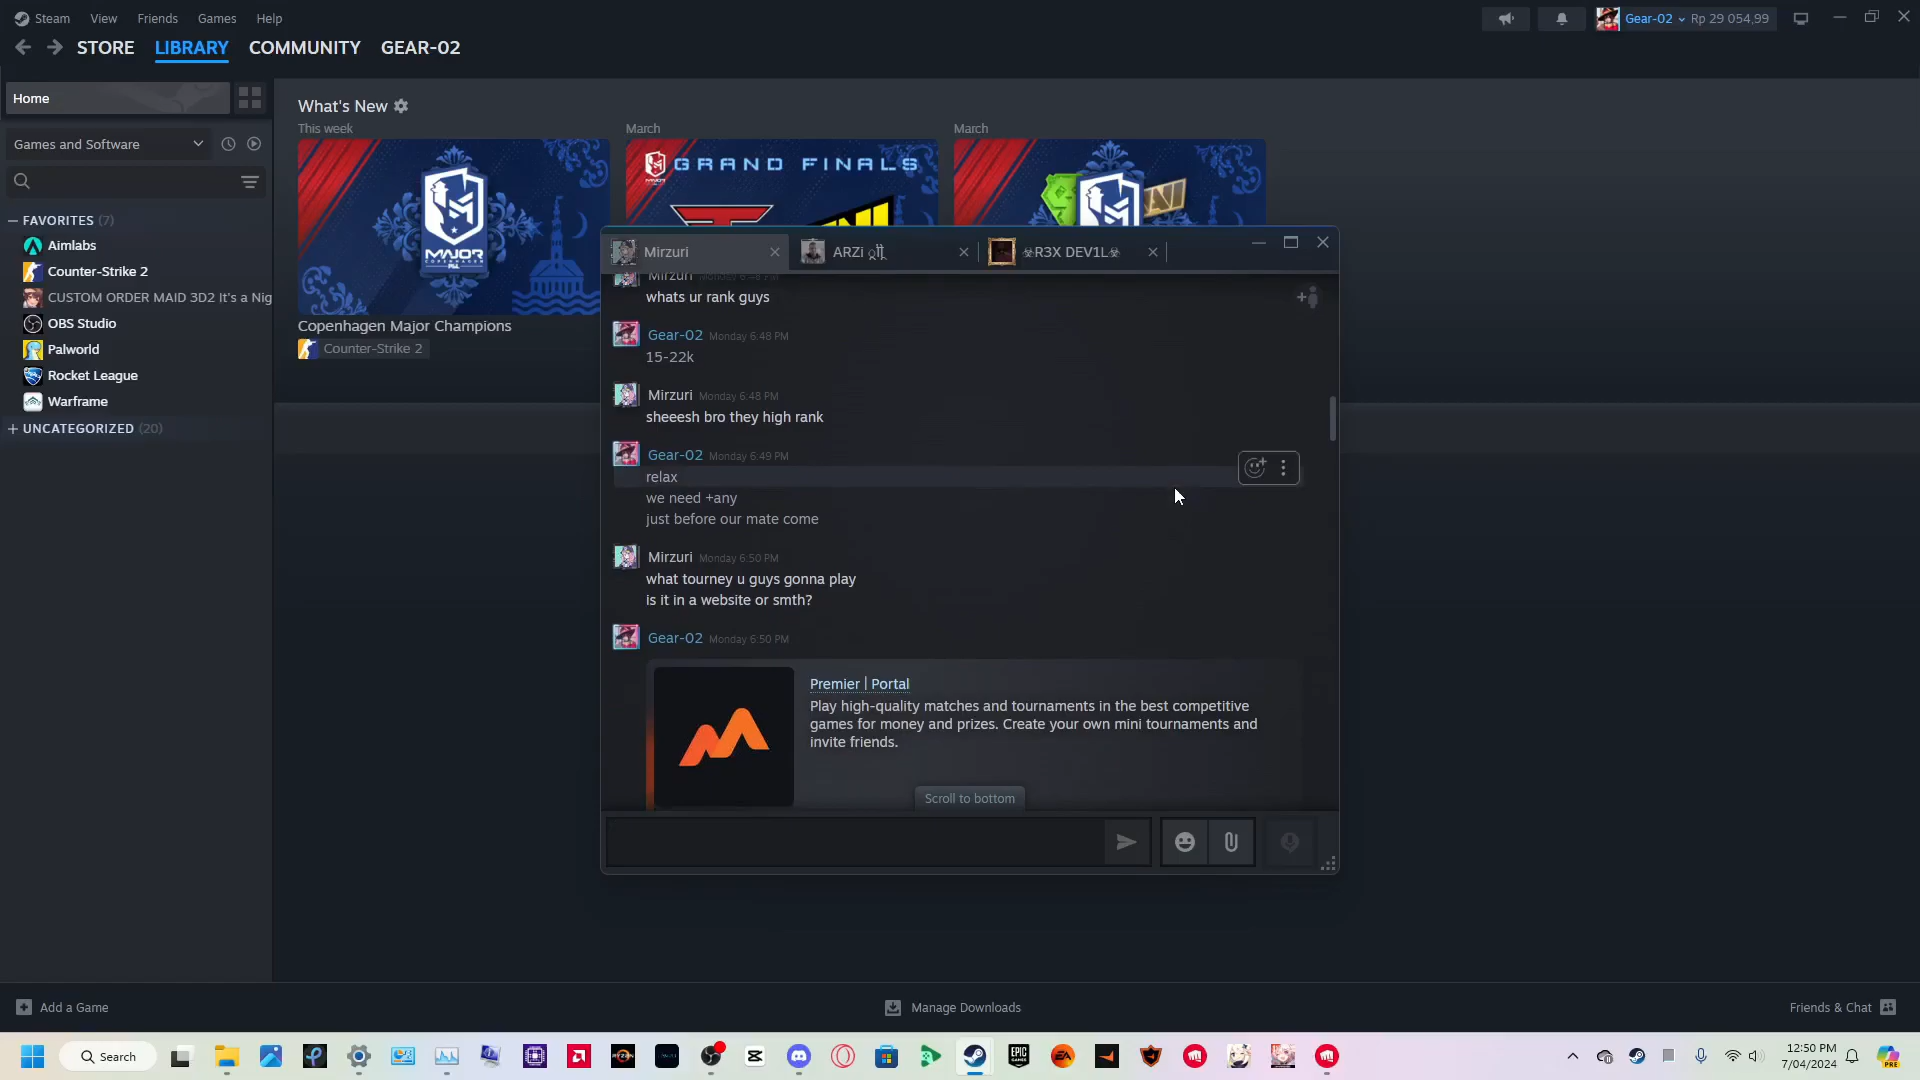 Steam View Friends Games Help
Gear-02 Rp 29 054,99
STORE LIBRARY COMMUNITY GEAR-02
Home
Games and Software
FAVORITES (7)
Aimlabs
Counter-Strike 2
CUSTOM ORDER MAID 3D2 It's a Nig
OBS Studio
Palworld
Rocket League
Warframe
UNCATEGORIZED (20)
What's New
This week
March
March
MAJOR
COPENHAGEN
GRAND FINALS
Copenhagen Major Champions
Counter-Strike 2
Mirzuri
ARZi
☣R3X DEV1L☣
Mirzuri
whats ur rank guys
Gear-02 Monday 6:48 PM
15-22k
Mirzuri Monday 6:48 PM
sheeesh bro they high rank
Gear-02 Monday 6:49 PM
relax
we need +any
just before our mate come
Mirzuri Monday 6:50 PM
what tourney u guys gonna play
is it in a website or smth?
Gear-02 Monday 6:50 PM
Premier | Portal
Play high-quality matches and tournaments in the best competitive
games for money and prizes. Create your own mini tournaments and
invite friends.
Scroll to bottom
Add a Game
Manage Downloads
Friends & Chat
Search
RYZEN
EPIC
GAMES
EA
12:50 PM
7/04/2024
PRE